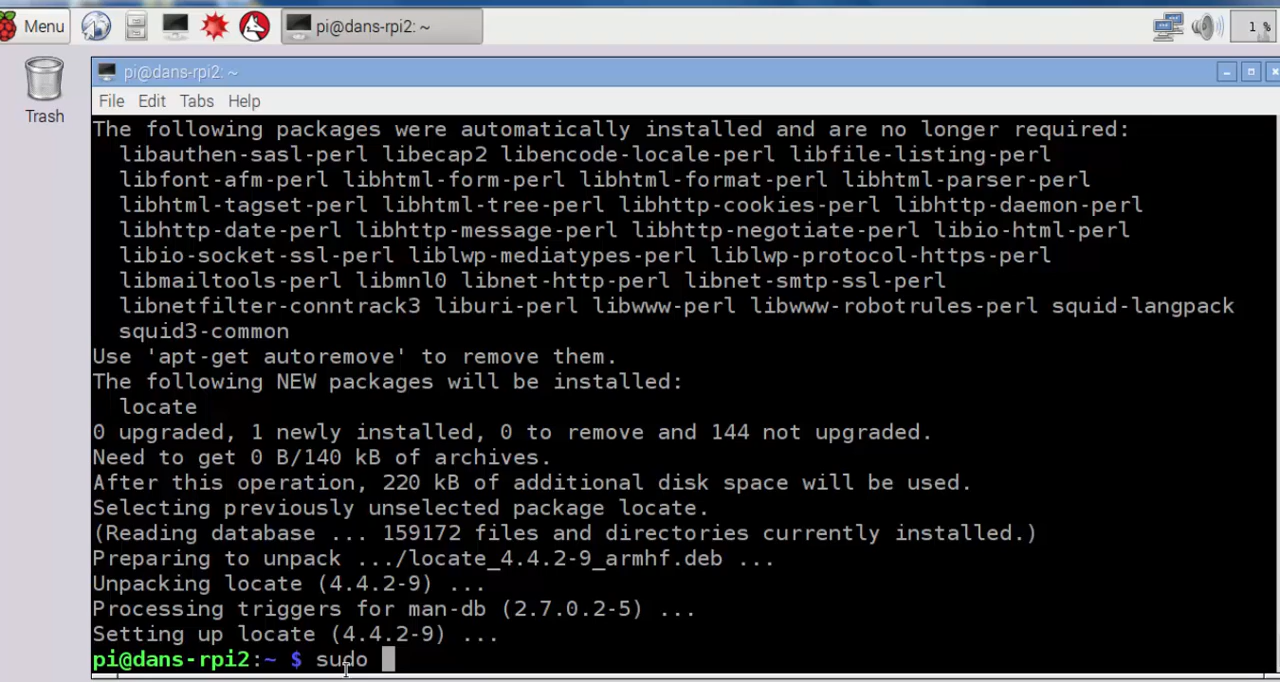 Menu
pi@dans-rpi2: ~
1 %
Trash
pi@dans-rpi2: ~
File Edit Tabs Help
The following packages were automatically installed and are no longer required:
libauthen-sasl-perl libecap2 libencode-locale-perl libfile-listing-perl
libfont-afm-perl libhtml-form-perl libhtml-format-perl libhtml-parser-perl
libhtml-tagset-perl libhtml-tree-perl libhttp-cookies-perl libhttp-daemon-perl
libhttp-date-perl libhttp-message-perl libhttp-negotiate-perl libio-html-perl
libio-socket-ssl-perl liblwp-mediatypes-perl liblwp-protocol-https-perl
libmailtools-perl libmnl0 libnet-http-perl libnet-smtp-ssl-perl
libnetfilter-conntrack3 liburi-perl libwww-perl libwww-robotrules-perl squid-langpack
squid3-common
Use 'apt-get autoremove' to remove them.
The following NEW packages will be installed:
locate
0 upgraded, 1 newly installed, 0 to remove and 144 not upgraded.
Need to get 0 B/140 kB of archives.
After this operation, 220 kB of additional disk space will be used.
Selecting previously unselected package locate.
(Reading database ... 159172 files and directories currently installed.)
Preparing to unpack .../locate_4.4.2-9_armhf.deb ...
Unpacking locate (4.4.2-9) ...
Processing triggers for man-db (2.7.0.2-5) ...
Setting up locate (4.4.2-9) ...
pi@dans-rpi2:~ $ sudo